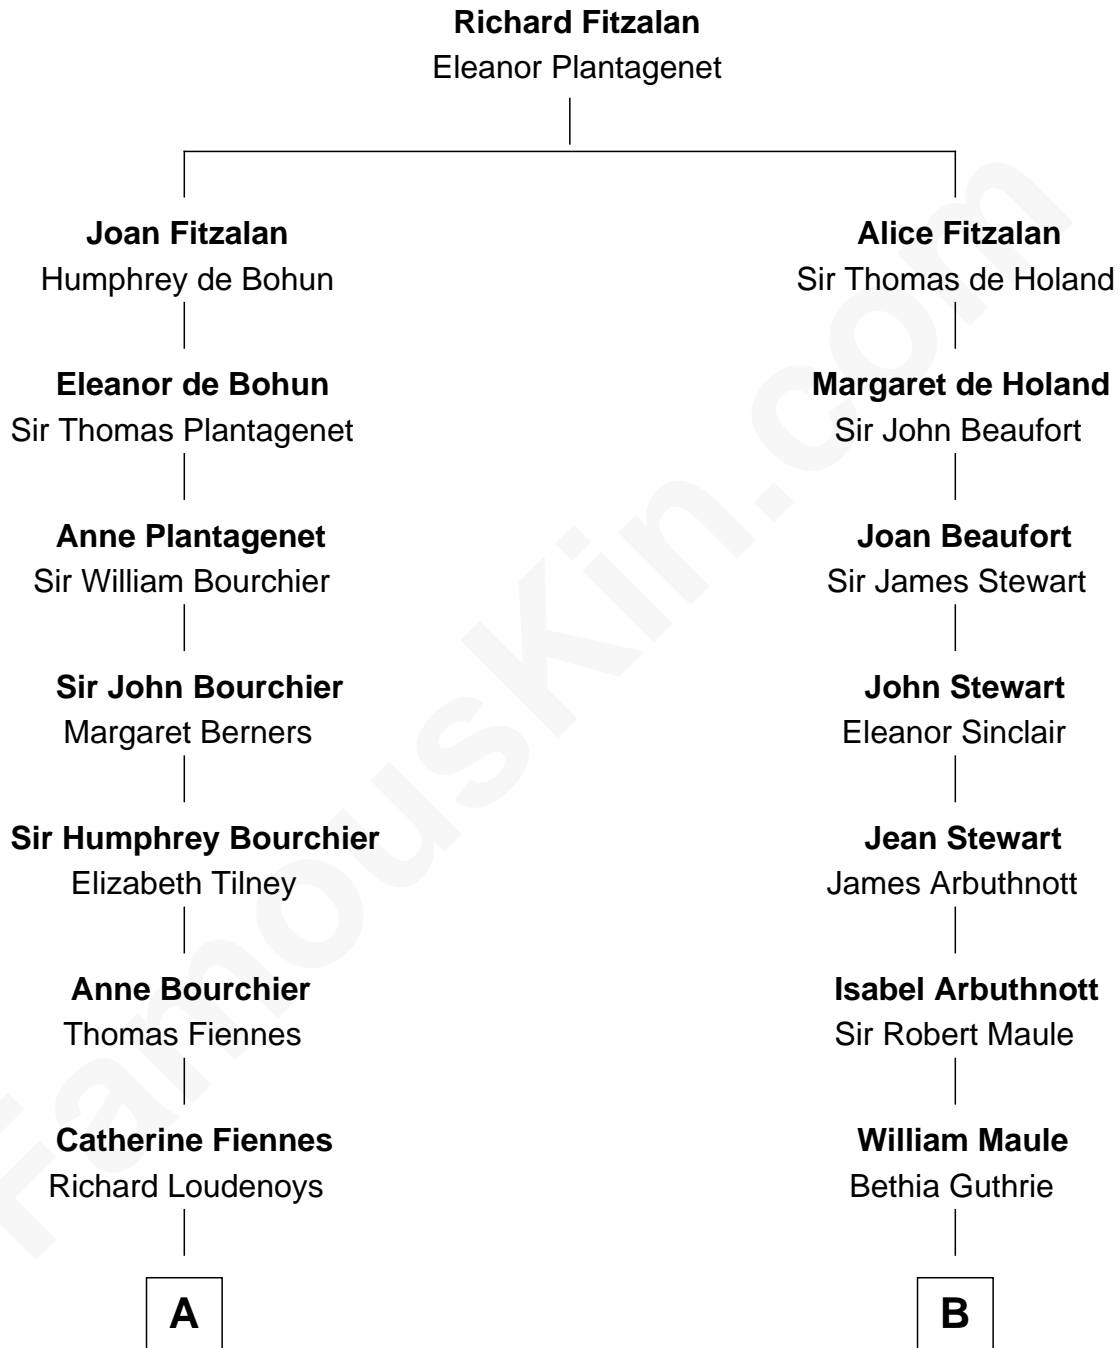 Richard Fitzalan
Eleanor Plantagenet
Joan Fitzalan
Humphrey de Bohun
Alice Fitzalan
Sir Thomas de Holand
Eleanor de Bohun
Sir Thomas Plantagenet
Margaret de Holand
Sir John Beaufort
Anne Plantagenet
Sir William Bourchier
Joan Beaufort
Sir James Stewart
Sir John Bourchier
Margaret Berners
John Stewart
Eleanor Sinclair
Sir Humphrey Bourchier
Elizabeth Tilney
Jean Stewart
James Arbuthnott
Anne Bourchier
Thomas Fiennes
Isabel Arbuthnott
Sir Robert Maule
Catherine Fiennes
Richard Loudenoys
William Maule
Bethia Guthrie
A
B
FamousKin.com